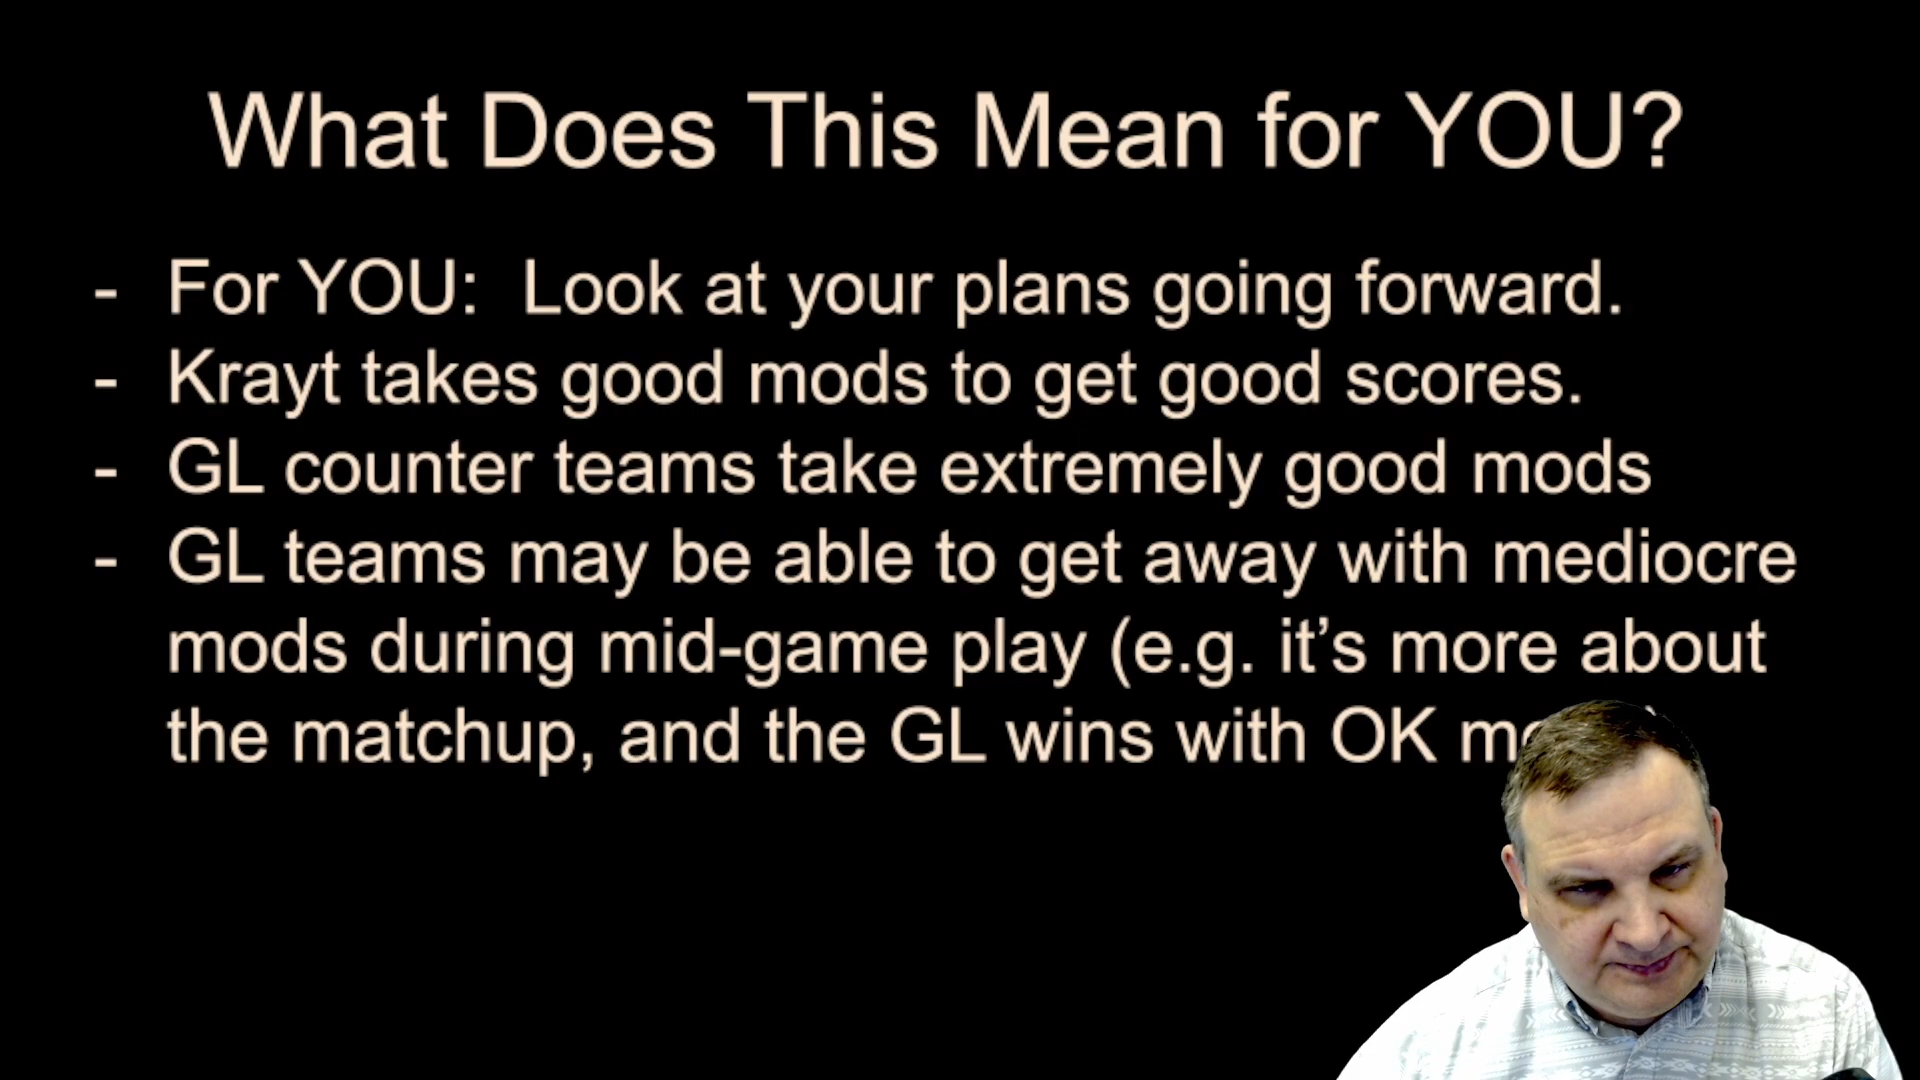 What Does This Mean for YOU?
- For YOU: Look at your plans going forward.
- Krayt takes good mods to get good scores.
- GL counter teams take extremely good mods
- GL teams may be able to get away with mediocre
mods during mid-game play (e.g. it’s more about
the matchup, and the GL wins with OK